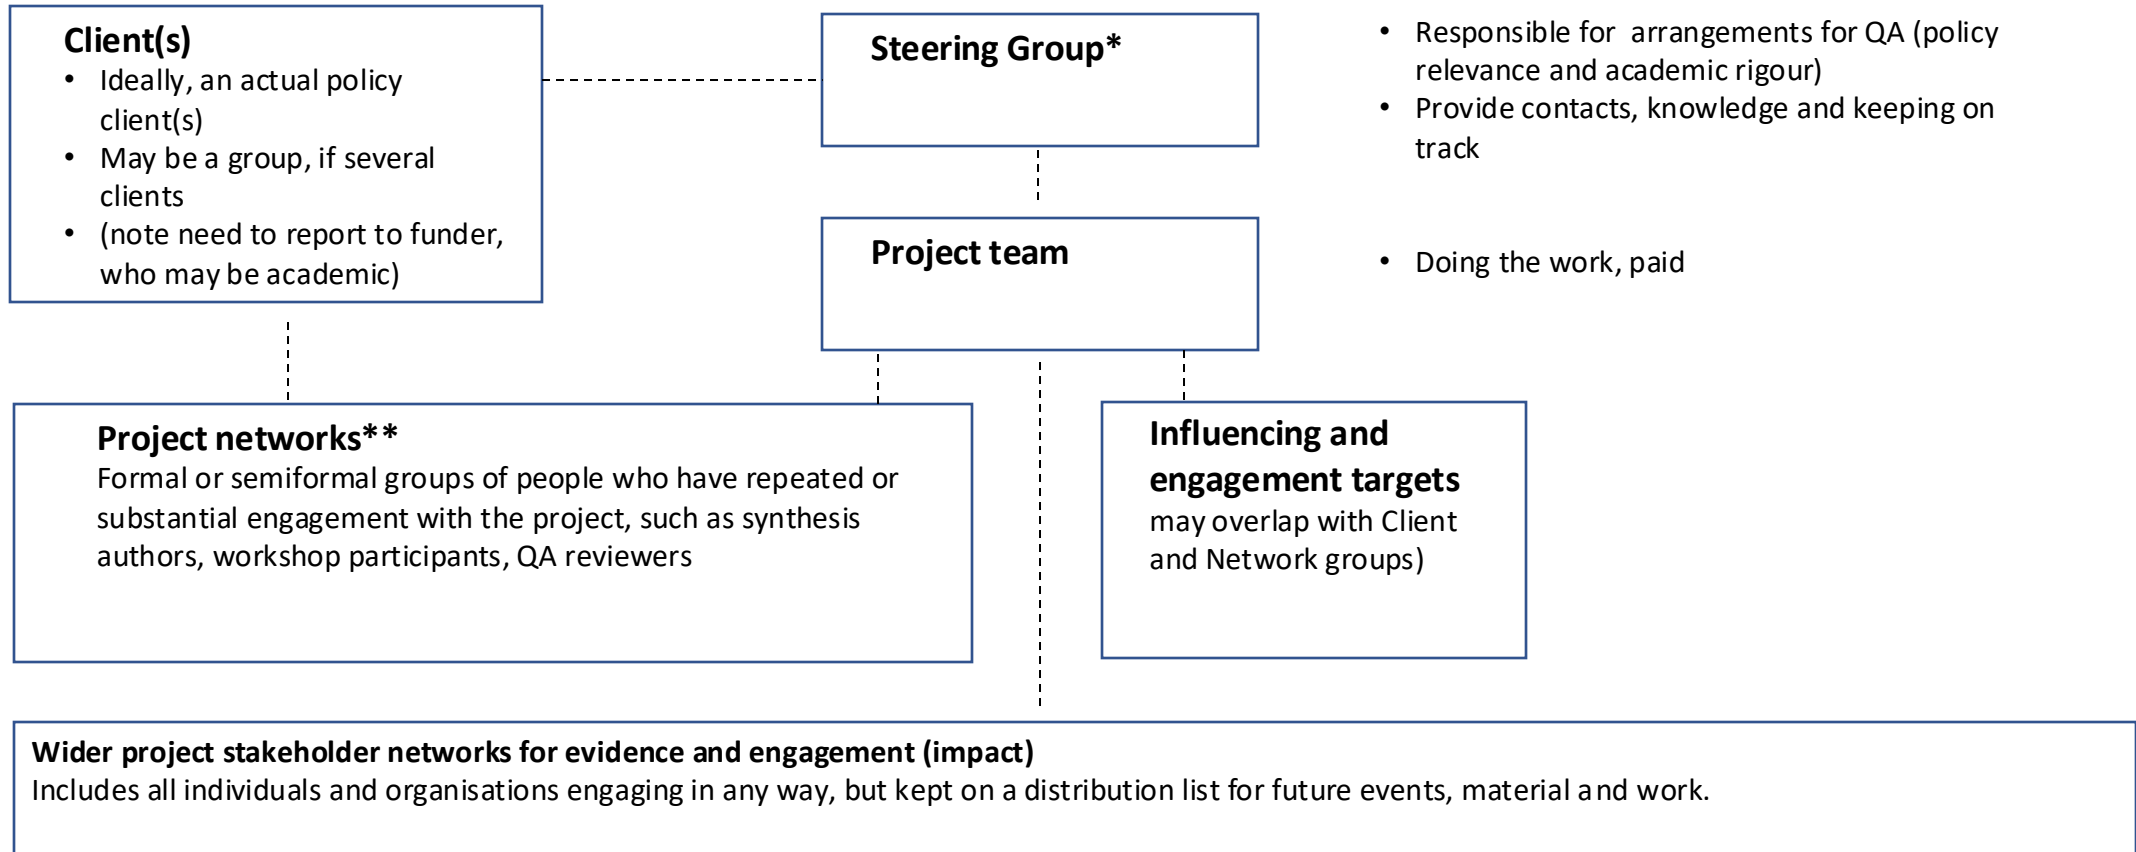 Client(s)
• Ideally, an actual policy
client(s)
• May be a group, if several
clients
• (note need to report to funder,
who may be academic)
Steering Group*
• Responsible for arrangements for QA (policy
relevance and academic rigour)
• Provide contacts, knowledge and keeping on
track
Project team
• Doing the work, paid
Project networks**
Formal or semiformal groups of people who have repeated or
substantial engagement with the project, such as synthesis
authors, workshop participants, QA reviewers
Influencing and
engagement targets
may overlap with Client
and Network groups)
Wider project stakeholder networks for evidence and engagement (impact)
Includes all individuals and organisations engaging in any way, but kept on a distribution list for future events, material and work.